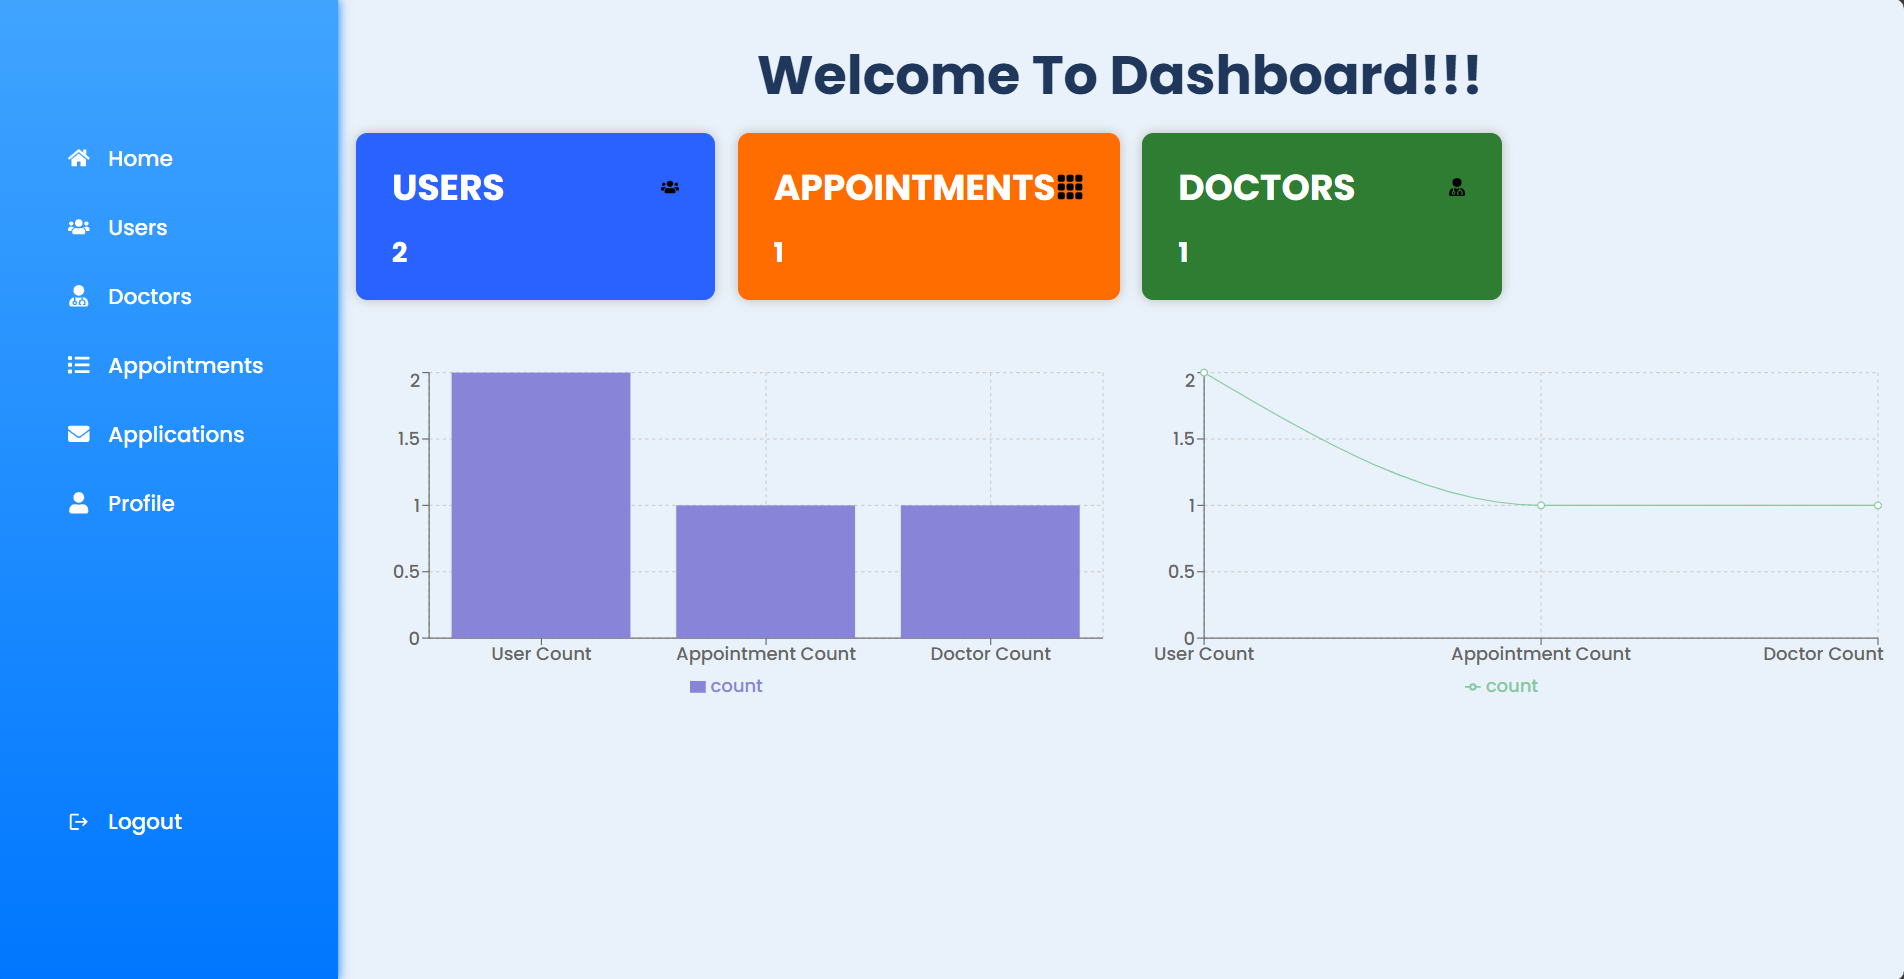 Home
Users
Doctors
Appointments
Applications
Profile
Logout
Welcome To Dashboard!!!
USERS
2
APPOINTMENTS
1
DOCTORS
1
2
1.5
1
0.5
0
User Count Appointment Count Doctor Count
count
2
1.5
1
0.5
0
User Count Appointment Count Doctor Count
count